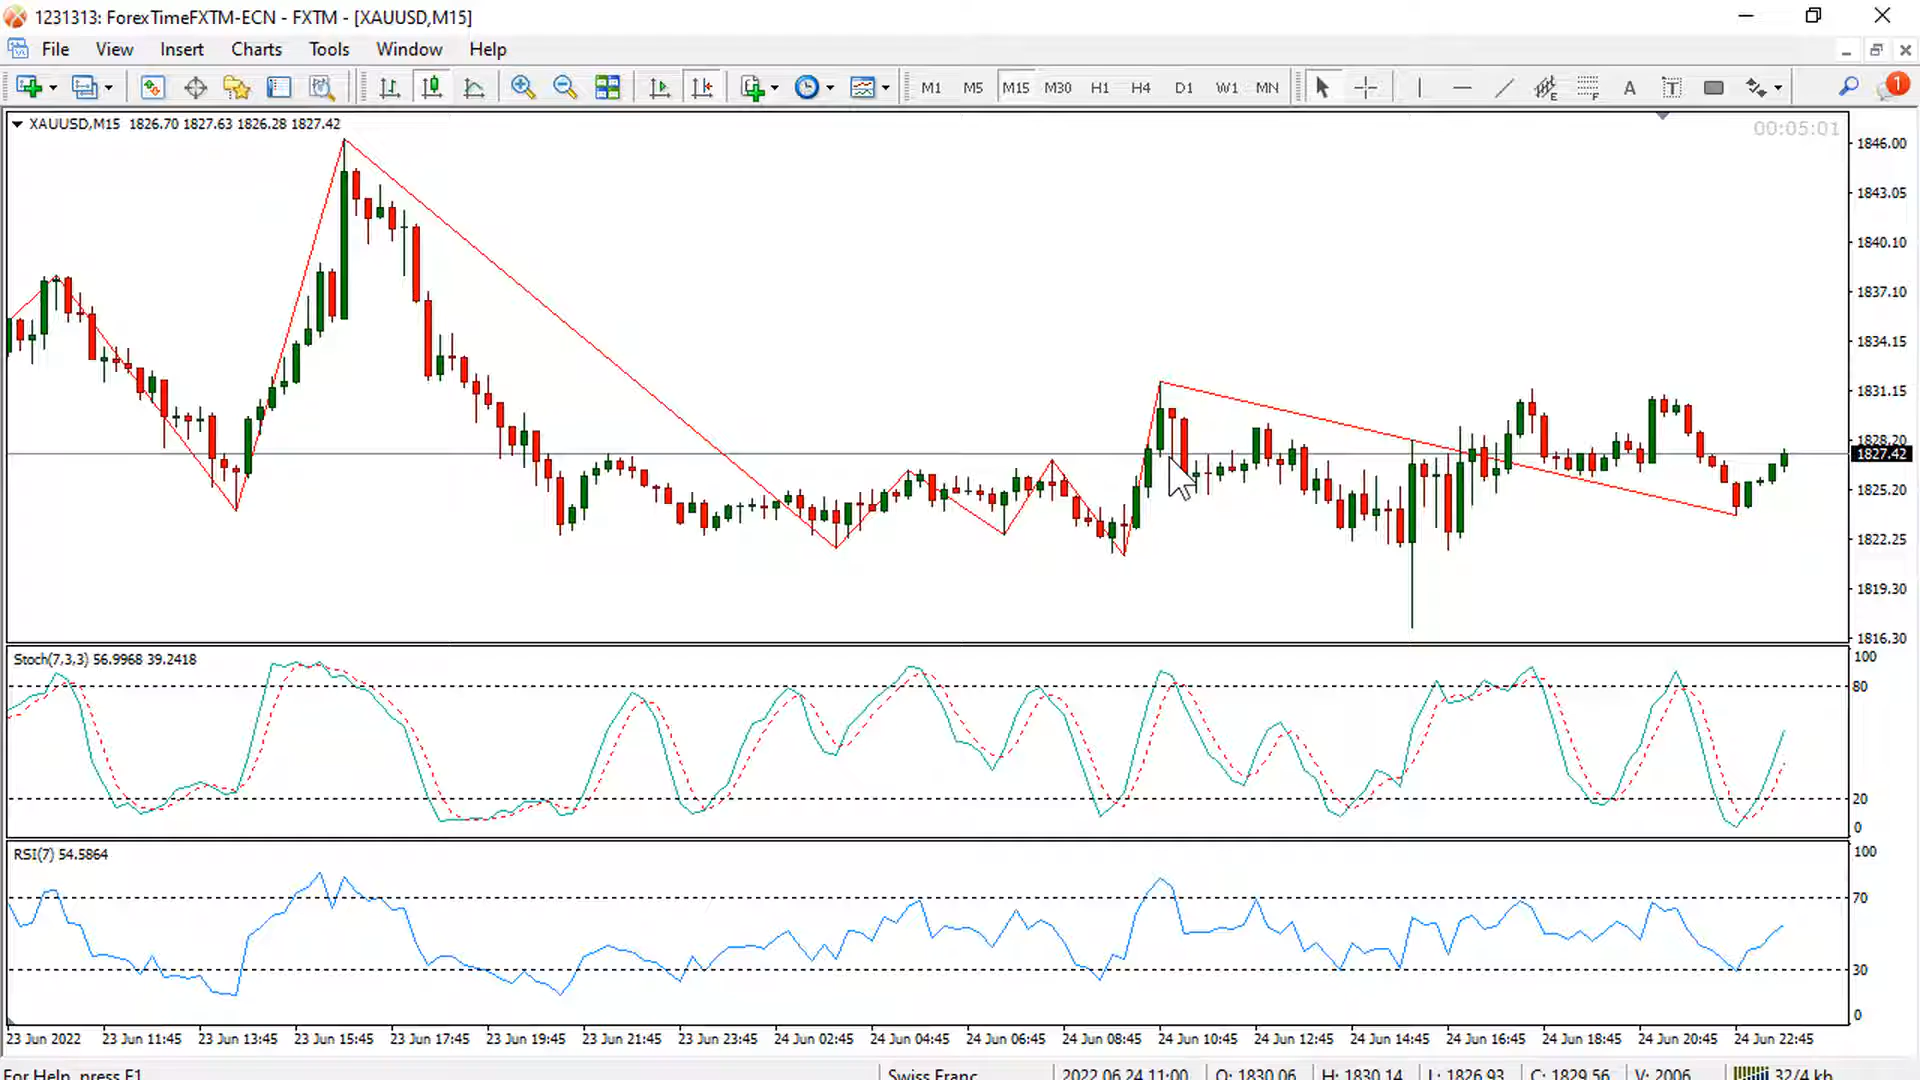 1231313: ForexTimeFXTM-ECN - FXTM - [XAUUSD,M15]
File View Insert Charts Tools Window Help
M1 M5 M15 M30 H1 H4 D1 W1 MN E F A T 1
XAUUSD,M15 1826.70 1827.63 1826.28 1827.42
00:05:01
1846.00
1843.05
1840.10
1837.10
1834.15
1831.15
1828.20
1827.42
1825.20
1822.25
1819.30
1816.30
Stoch(7,3,3) 56.9968 39.2418
100
80
20
0
RSI(7) 54.5864
100
70
30
0
23 Jun 2022 23 Jun 11:45 23 Jun 13:45 23 Jun 15:45 23 Jun 17:45 23 Jun 19:45 23 Jun 21:45 23 Jun 23:45 24 Jun 02:45 24 Jun 04:45 24 Jun 06:45 24 Jun 08:45 24 Jun 10:45 24 Jun 12:45 24 Jun 14:45 24 Jun 16:45 24 Jun 18:45 24 Jun 20:45 24 Jun 22:45
For Help, press F1 Swiss Franc 2022.06.24 11:00 O: 1830.06 H: 1830.14 L: 1826.93 C: 1829.56 V: 2006 32/4 kb